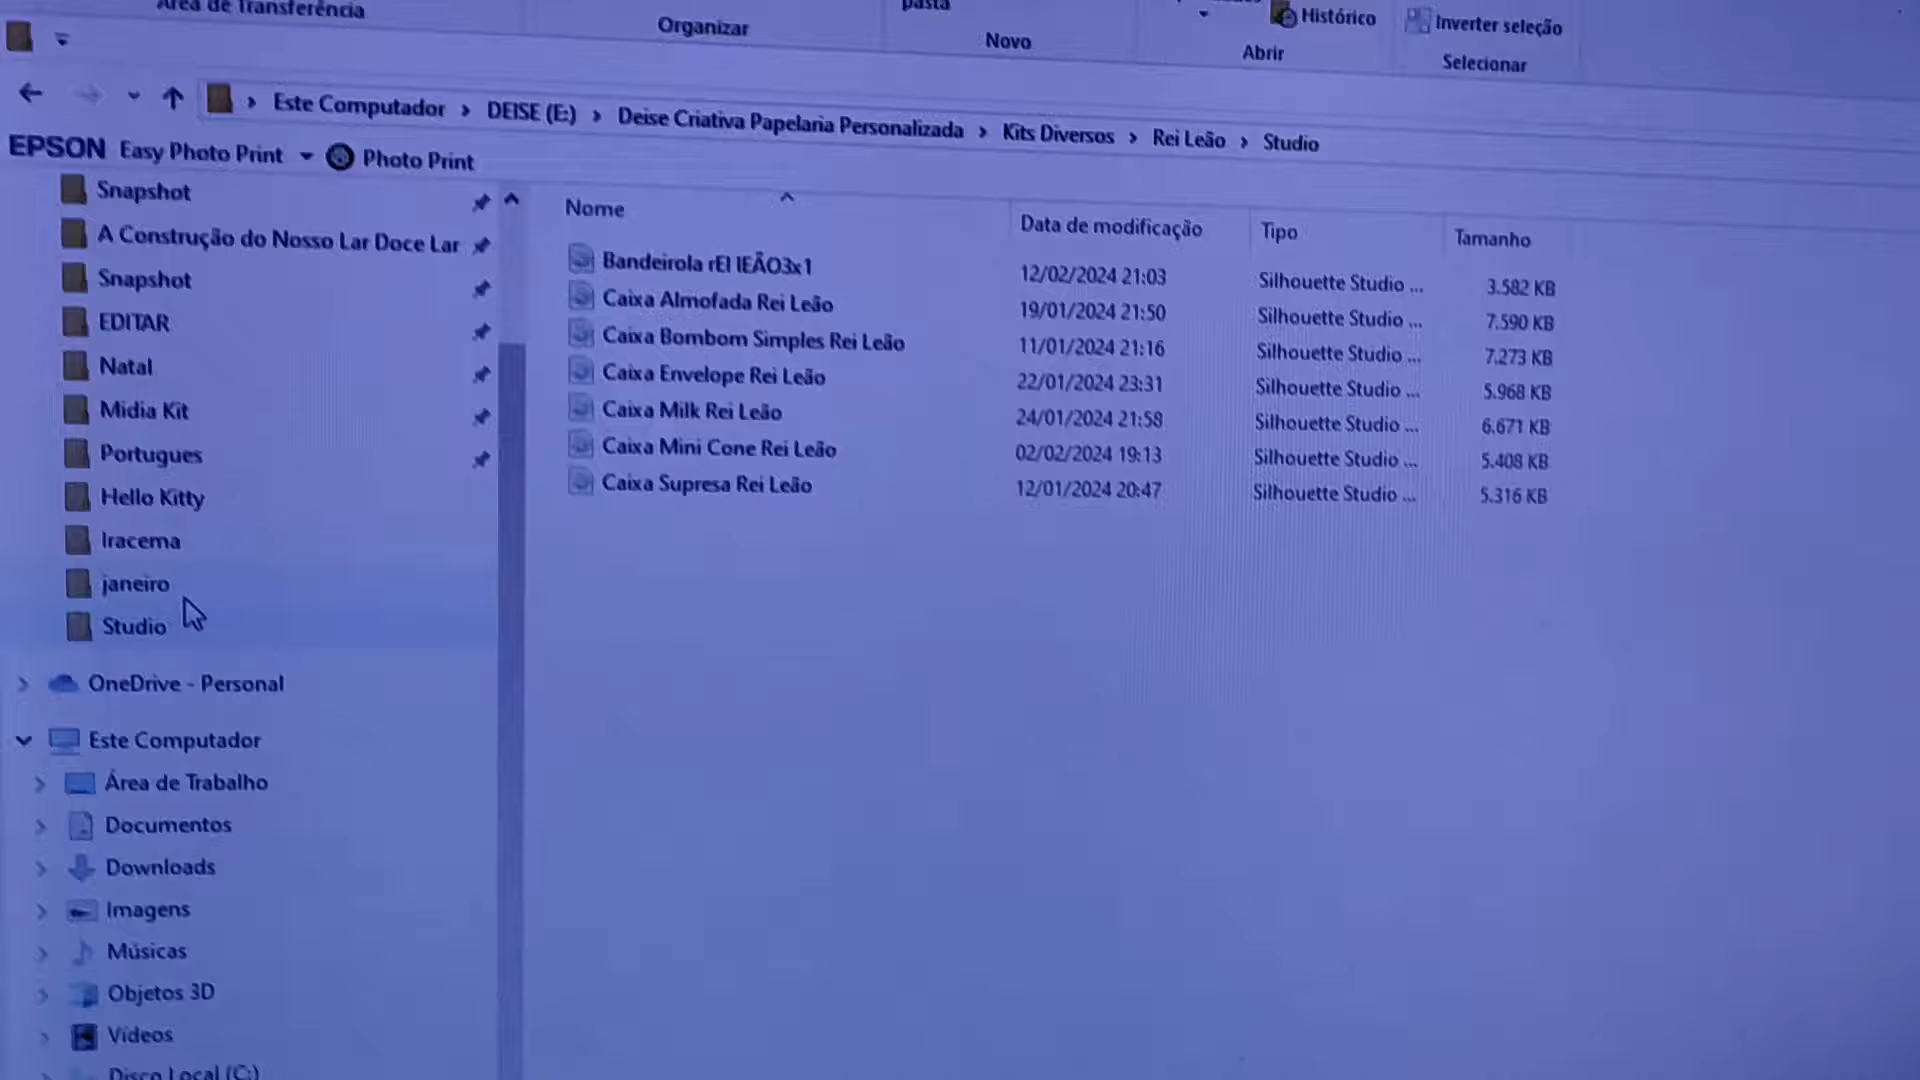 Área de Transferência
Organizar
pasta
Novo
Histórico
Abrir
Inverter seleção
Selecionar
Este Computador > DEISE (E:) > Deise Criativa Papelaria Personalizada > Kits Diversos > Rei Leão > Studio
EPSON Easy Photo Print Photo Print
Snapshot
A Construção do Nosso Lar Doce Lar
Snapshot
EDITAR
Natal
Midia Kit
Portugues
Hello Kitty
Iracema
janeiro
Studio
OneDrive - Personal
Este Computador
Área de Trabalho
Documentos
Downloads
Imagens
Músicas
Objetos 3D
Vídeos
Disco Local (C:)
Nome Data de modificação Tipo Tamanho
Bandeirola rEI lEÃO3x1 12/02/2024 21:03 Silhouette Studio ... 3.582 KB
Caixa Almofada Rei Leão 19/01/2024 21:50 Silhouette Studio ... 7.590 KB
Caixa Bombom Simples Rei Leão 11/01/2024 21:16 Silhouette Studio ... 7.273 KB
Caixa Envelope Rei Leão 22/01/2024 23:31 Silhouette Studio ... 5.968 KB
Caixa Milk Rei Leão 24/01/2024 21:58 Silhouette Studio ... 6.671 KB
Caixa Mini Cone Rei Leão 02/02/2024 19:13 Silhouette Studio ... 5.408 KB
Caixa Supresa Rei Leão 12/01/2024 20:47 Silhouette Studio ... 5.316 KB